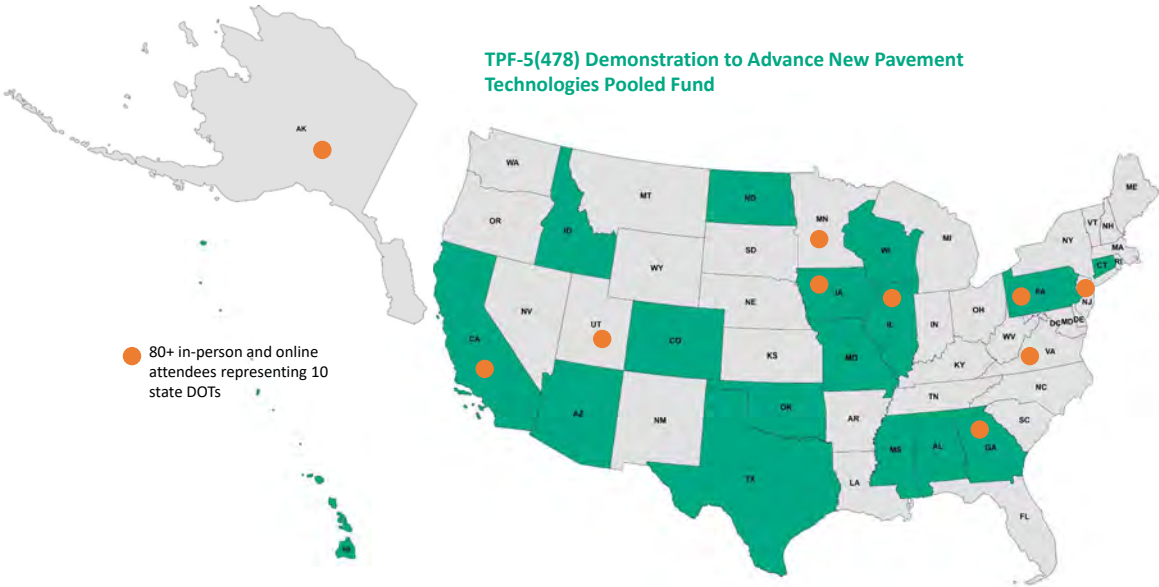 TPF-5(478) Demonstration to Advance New Pavement
Technologies Pooled Fund
AK
WA
MT
ND
MN
ME
OR
ID
SD
WI
MI
VT
NH
NY
MA
CT
RI
WY
IA
NE
PA
NJ
NV
UT
IL
IN
OH
DC
MD
DE
CA
CO
KS
MO
WV
VA
KY
80+ in-person and online
attendees representing 10
state DOTs
AZ
NM
OK
AR
TN
NC
SC
MS
AL
GA
TX
LA
FL
HI